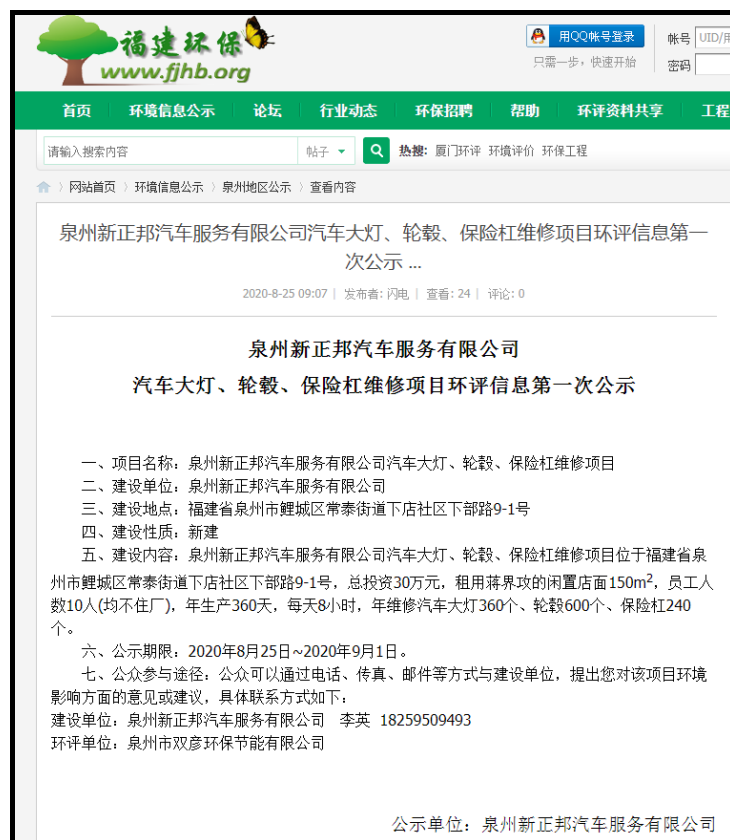 福建环保
www.fjhb.org
用QQ帐号登录
只需一步，快速开始
帐号 UID/用
密码
首页 环境信息公示 论坛 行业动态 环保招聘 帮助 环评资料共享 工程
请输入搜索内容 帖子 热搜：厦门环评 环境评价 环保工程
网站首页 〉环境信息公示 〉泉州地区公示 〉查看内容
泉州新正邦汽车服务有限公司汽车大灯、轮毂、保险杠维修项目环评信息第一
次公示 ...
2020-8-25 09:07 | 发布者: 闪电 | 查看: 24 | 评论: 0
泉州新正邦汽车服务有限公司
汽车大灯、轮毂、保险杠维修项目环评信息第一次公示
一、项目名称：泉州新正邦汽车服务有限公司汽车大灯、轮毂、保险杠维修项目
二、建设单位：泉州新正邦汽车服务有限公司
三、建设地点：福建省泉州市鲤城区常泰街道下店社区下部路9-1号
四、建设性质：新建
五、建设内容：泉州新正邦汽车服务有限公司汽车大灯、轮毂、保险杠维修项目位于福建省泉
州市鲤城区常泰街道下店社区下部路9-1号，总投资30万元，租用蒋界攻的闲置店面150m²，员工人
数10人(均不住厂)，年生产360天，每天8小时，年维修汽车大灯360个、轮毂600个、保险杠240
个。
六、公示期限：2020年8月25日~2020年9月1日。
七、公众参与途径：公众可以通过电话、传真、邮件等方式与建设单位，提出您对该项目环境
影响方面的意见或建议，具体联系方式如下：
建设单位：泉州新正邦汽车服务有限公司 李英 18259509493
环评单位：泉州市双彦环保节能有限公司
公示单位：泉州新正邦汽车服务有限公司